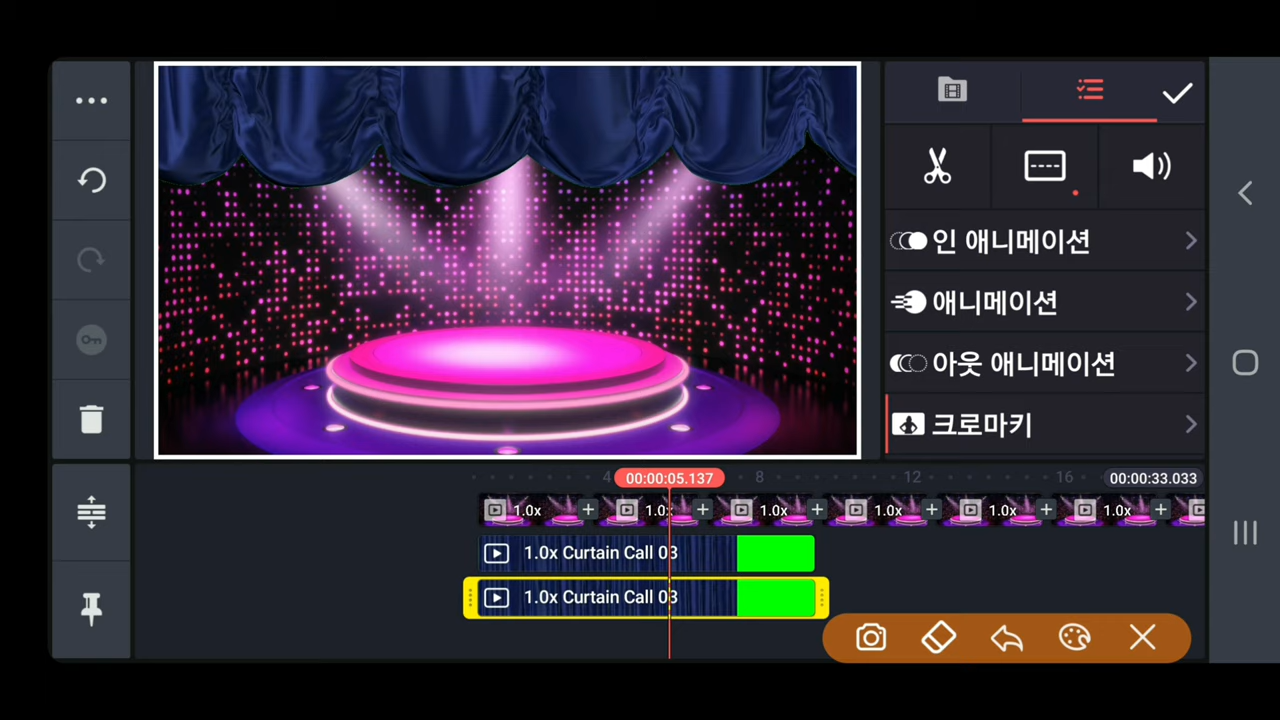 인 애니메이션
애니메이션
아웃 애니메이션
크로마키
4
00:00:05.137
8
12
16
00:00:33.033
1.0x
1.0x
1.0x
1.0x
1.0x
1.0x
1.0x Curtain Call 03
1.0x Curtain Call 03